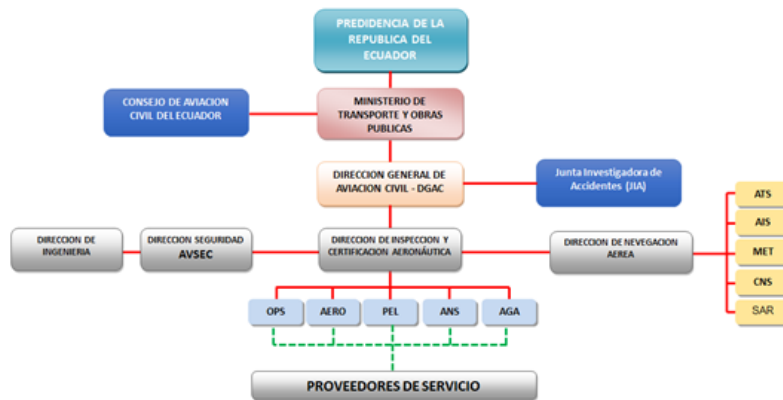 PREDIDENCIA DE LA
REPUBLICA DEL
ECUADOR
CONSEJO DE AVIACION
CIVIL DEL ECUADOR
MINISTERIO DE
TRANSPORTE Y OBRAS
PUBLICAS
DIRECCION GENERAL DE
AVIACION CIVIL - DGAC
Junta Investigadora de
Accidentes (JIA)
DIRECCION DE
INGENIERIA
DIRECCION SEGURIDAD
AVSEC
DIRECCION DE INSPECCION Y
CERTIFICACION AERONÁUTICA
DIRECCION DE NEVEGACION
AEREA
ATS
AIS
MET
CNS
SAR
OPS
AERO
PEL
ANS
AGA
PROVEEDORES DE SERVICIO